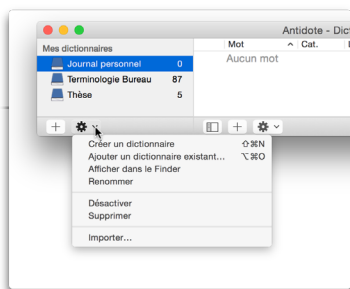 Antidote - Dict
Mes dictionnaires
Mot Cat.
Journal personnel 0
Aucun mot
Terminologie Bureau 87
Thèse 5
Créer un dictionnaire ⇧⌘N
Ajouter un dictionnaire existant... ⌥⌘O
Afficher dans le Finder
Renommer
Désactiver
Supprimer
Importer...